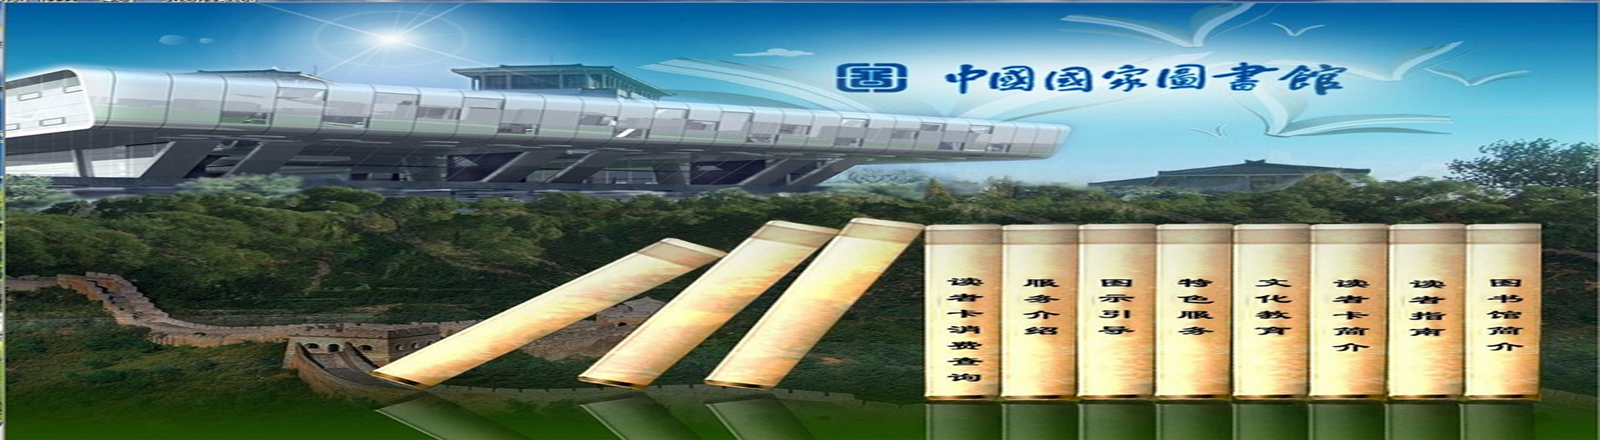 中國國家圖書館
读者卡消费查询
服务介绍
图示引导
特色服务
文化教育
读者卡简介
读者指南
图书馆简介